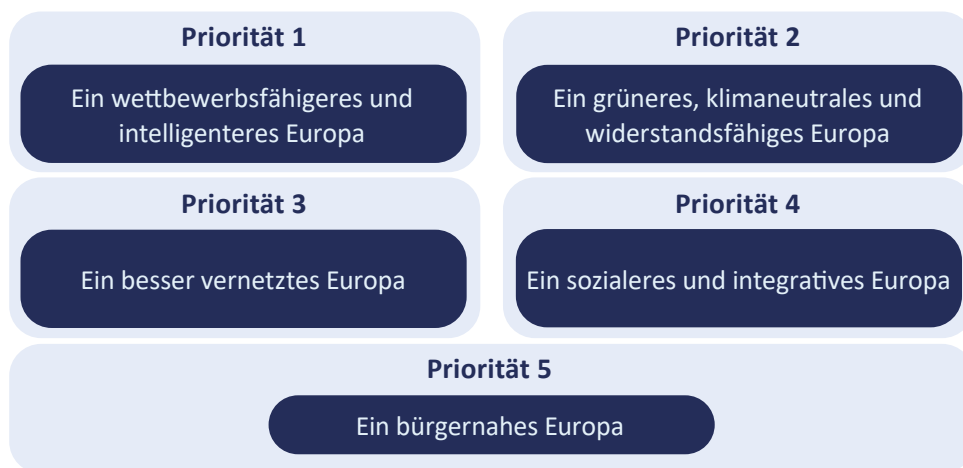 Priorität 1
Ein wettbewerbsfähigeres und
intelligenteres Europa
Priorität 2
Ein grüneres, klimaneutrales und
widerstandsfähiges Europa
Priorität 3
Ein besser vernetztes Europa
Priorität 4
Ein sozialeres und integratives Europa
Priorität 5
Ein bürgernahes Europa